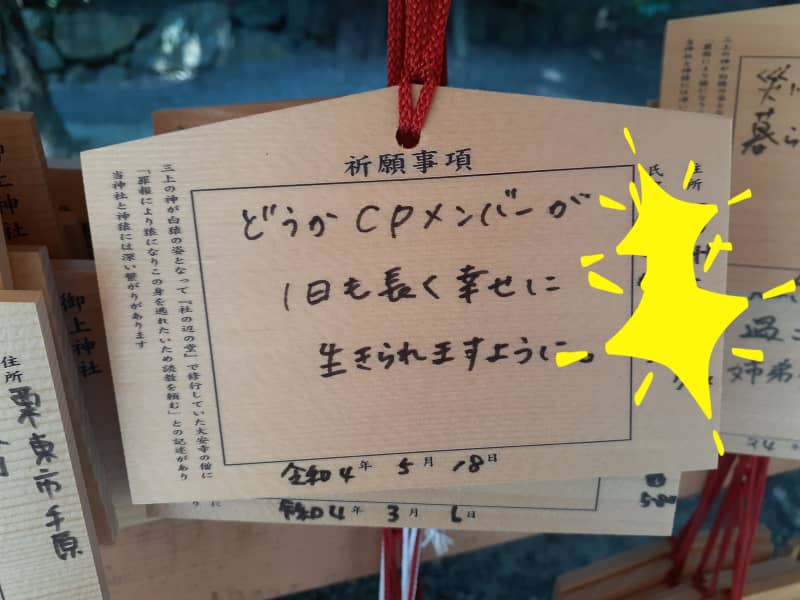 祈願事項
どうかCPメンバーが
1日も長く幸せに
生きられますように。
令和4年 5月 18日
三上の神が白猿の姿となって『社の辺の堂』で修行していた大安寺の僧に
「罪報により猿になりこの身を逃れたいため読教を頼む」との記述があり
当神社と神猿には深い繋がりがあります
住所
令和4年 3月 6日
御上神社
住所
栗東市手原